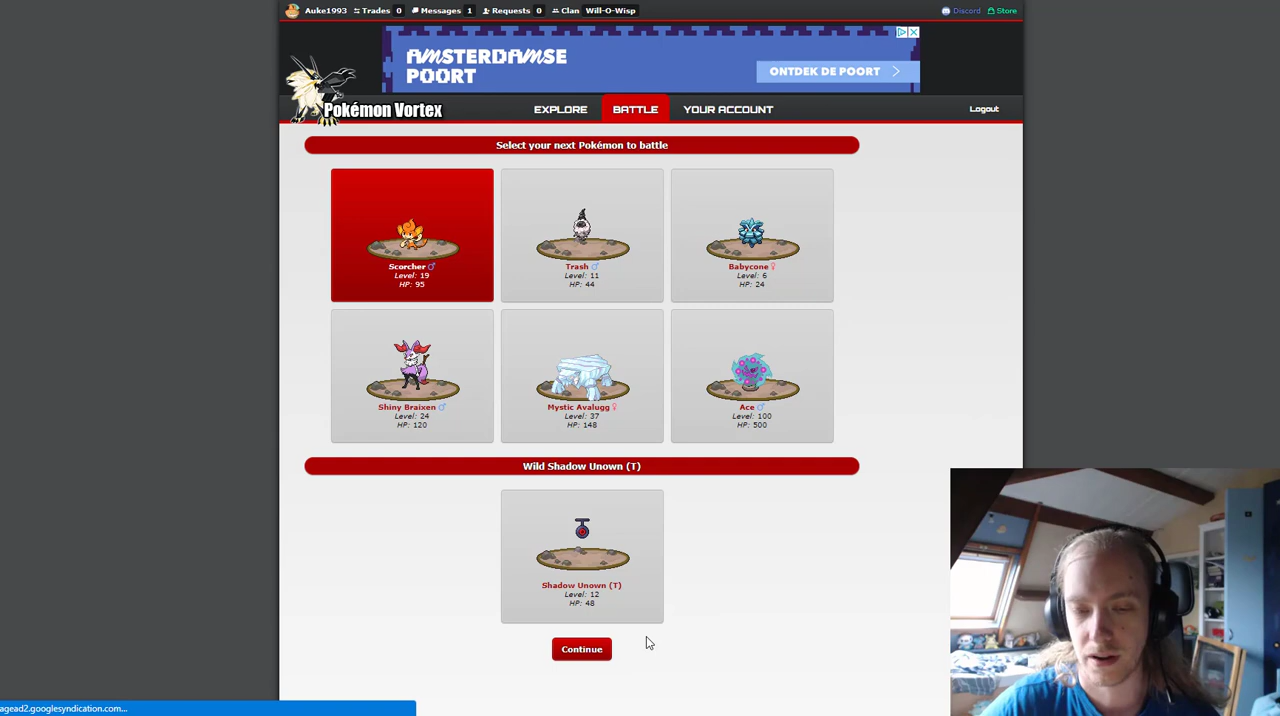 Auke1993 Trades 0 Messages 1 Requests 0 Clan Will-O-Wisp Discord Store
AMSTERDAMSE
POORT
ONTDEK DE POORT
Pokémon Vortex
EXPLORE BATTLE YOUR ACCOUNT Logout
Select your next Pokémon to battle
Scorcher ♂ Trash ♂ Babycone ♀
Level: 19 Level: 11 Level: 6
HP: 95 HP: 44 HP: 24
Shiny Braixen ♂ Mystic Avalugg ♀ Ace ♂
Level: 24 Level: 37 Level: 100
HP: 120 HP: 148 HP: 500
Wild Shadow Unown (T)
Shadow Unown (T)
Level: 12
HP: 48
Continue
agead2.googlesyndication.com...